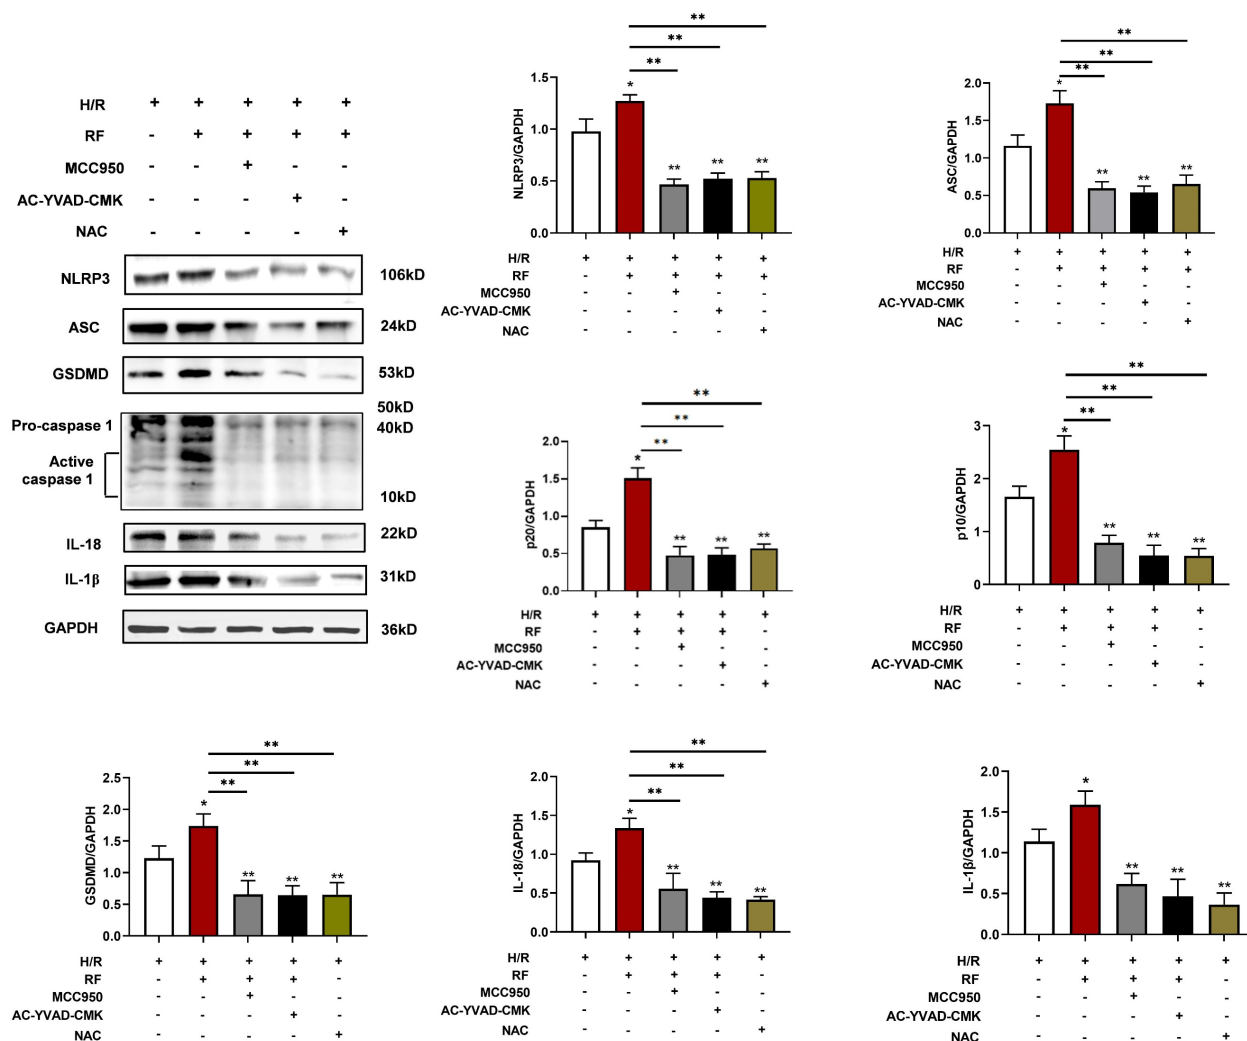 H/R + + + + +
RF - + + + +
MCC950 - - + - -
AC-YVAD-CMK - - - + -
NAC - - - - +
NLRP3 106kD
ASC 24kD
GSDMD 53kD
50kD
Pro-caspase 1 40kD
Active
caspase 1
10kD
IL-18 22kD
IL-1β 31kD
GAPDH 36kD
**
**
**
*
**
**
**
NLRP3/GAPDH
1.5
1.0
0.5
0.0
H/R + + + + +
RF - + + + +
MCC950 - - + - -
AC-YVAD-CMK - - - + -
NAC - - - - +
**
**
**
*
**
**
**
ASC/GAPDH
2.0
1.5
1.0
0.5
0.0
H/R + + + + +
RF - + + + +
MCC950 - - + - -
AC-YVAD-CMK - - - + -
NAC - - - - +
**
**
**
*
**
**
**
p20/GAPDH
2.0
1.5
1.0
0.5
0.0
H/R + + + + +
RF - + + + -
MCC950 - - + - -
AC-YVAD-CMK - - - + -
NAC - - - - +
**
**
**
*
**
**
**
p10/GAPDH
3
2
1
0
H/R + + + + +
RF - + + + -
MCC950 - - + - -
AC-YVAD-CMK - - - + -
NAC - - - - +
**
**
**
*
**
**
**
GSDMD/GAPDH
2.5
2.0
1.5
1.0
0.5
0.0
H/R + + + + +
RF - + + + -
MCC950 - - + - -
AC-YVAD-CMK - - - + -
NAC - - - - +
**
**
**
*
**
**
**
IL-18/GAPDH
2.0
1.5
1.0
0.5
0.0
H/R + + + + +
RF - + + + -
MCC950 - - + - -
AC-YVAD-CMK - - - + -
NAC - - - - +
*
**
**
**
IL-1β/GAPDH
2.0
1.5
1.0
0.5
0.0
H/R + + + + +
RF - + + + -
MCC950 - - + - -
AC-YVAD-CMK - - - + -
NAC - - - - +